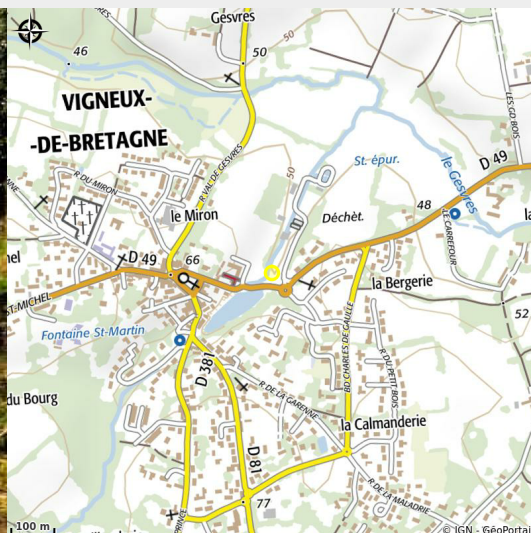 Gesvres
46
50
VIGNEUX-
-DE-BRETAGNE
R. VAL DE GESVRES
50
LES GD BOIS
St. épur.
le Gesvres
D 49
R. DU MIRON
le Miron
48
Déchèt.
LE CARREFOUR
la
D 49
66
la Bergerie
ST-MICHEL
Fontaine St-Martin
BD CHARLES DE GAULLE
52
D 381
R. DU PETIT BOIS
du Bourg
R. DE LA GARENNE
la Calmanderie
D 81
R. DE LA MALADRIE
77
PRINCE
100 m
© IGN - GéoPortail